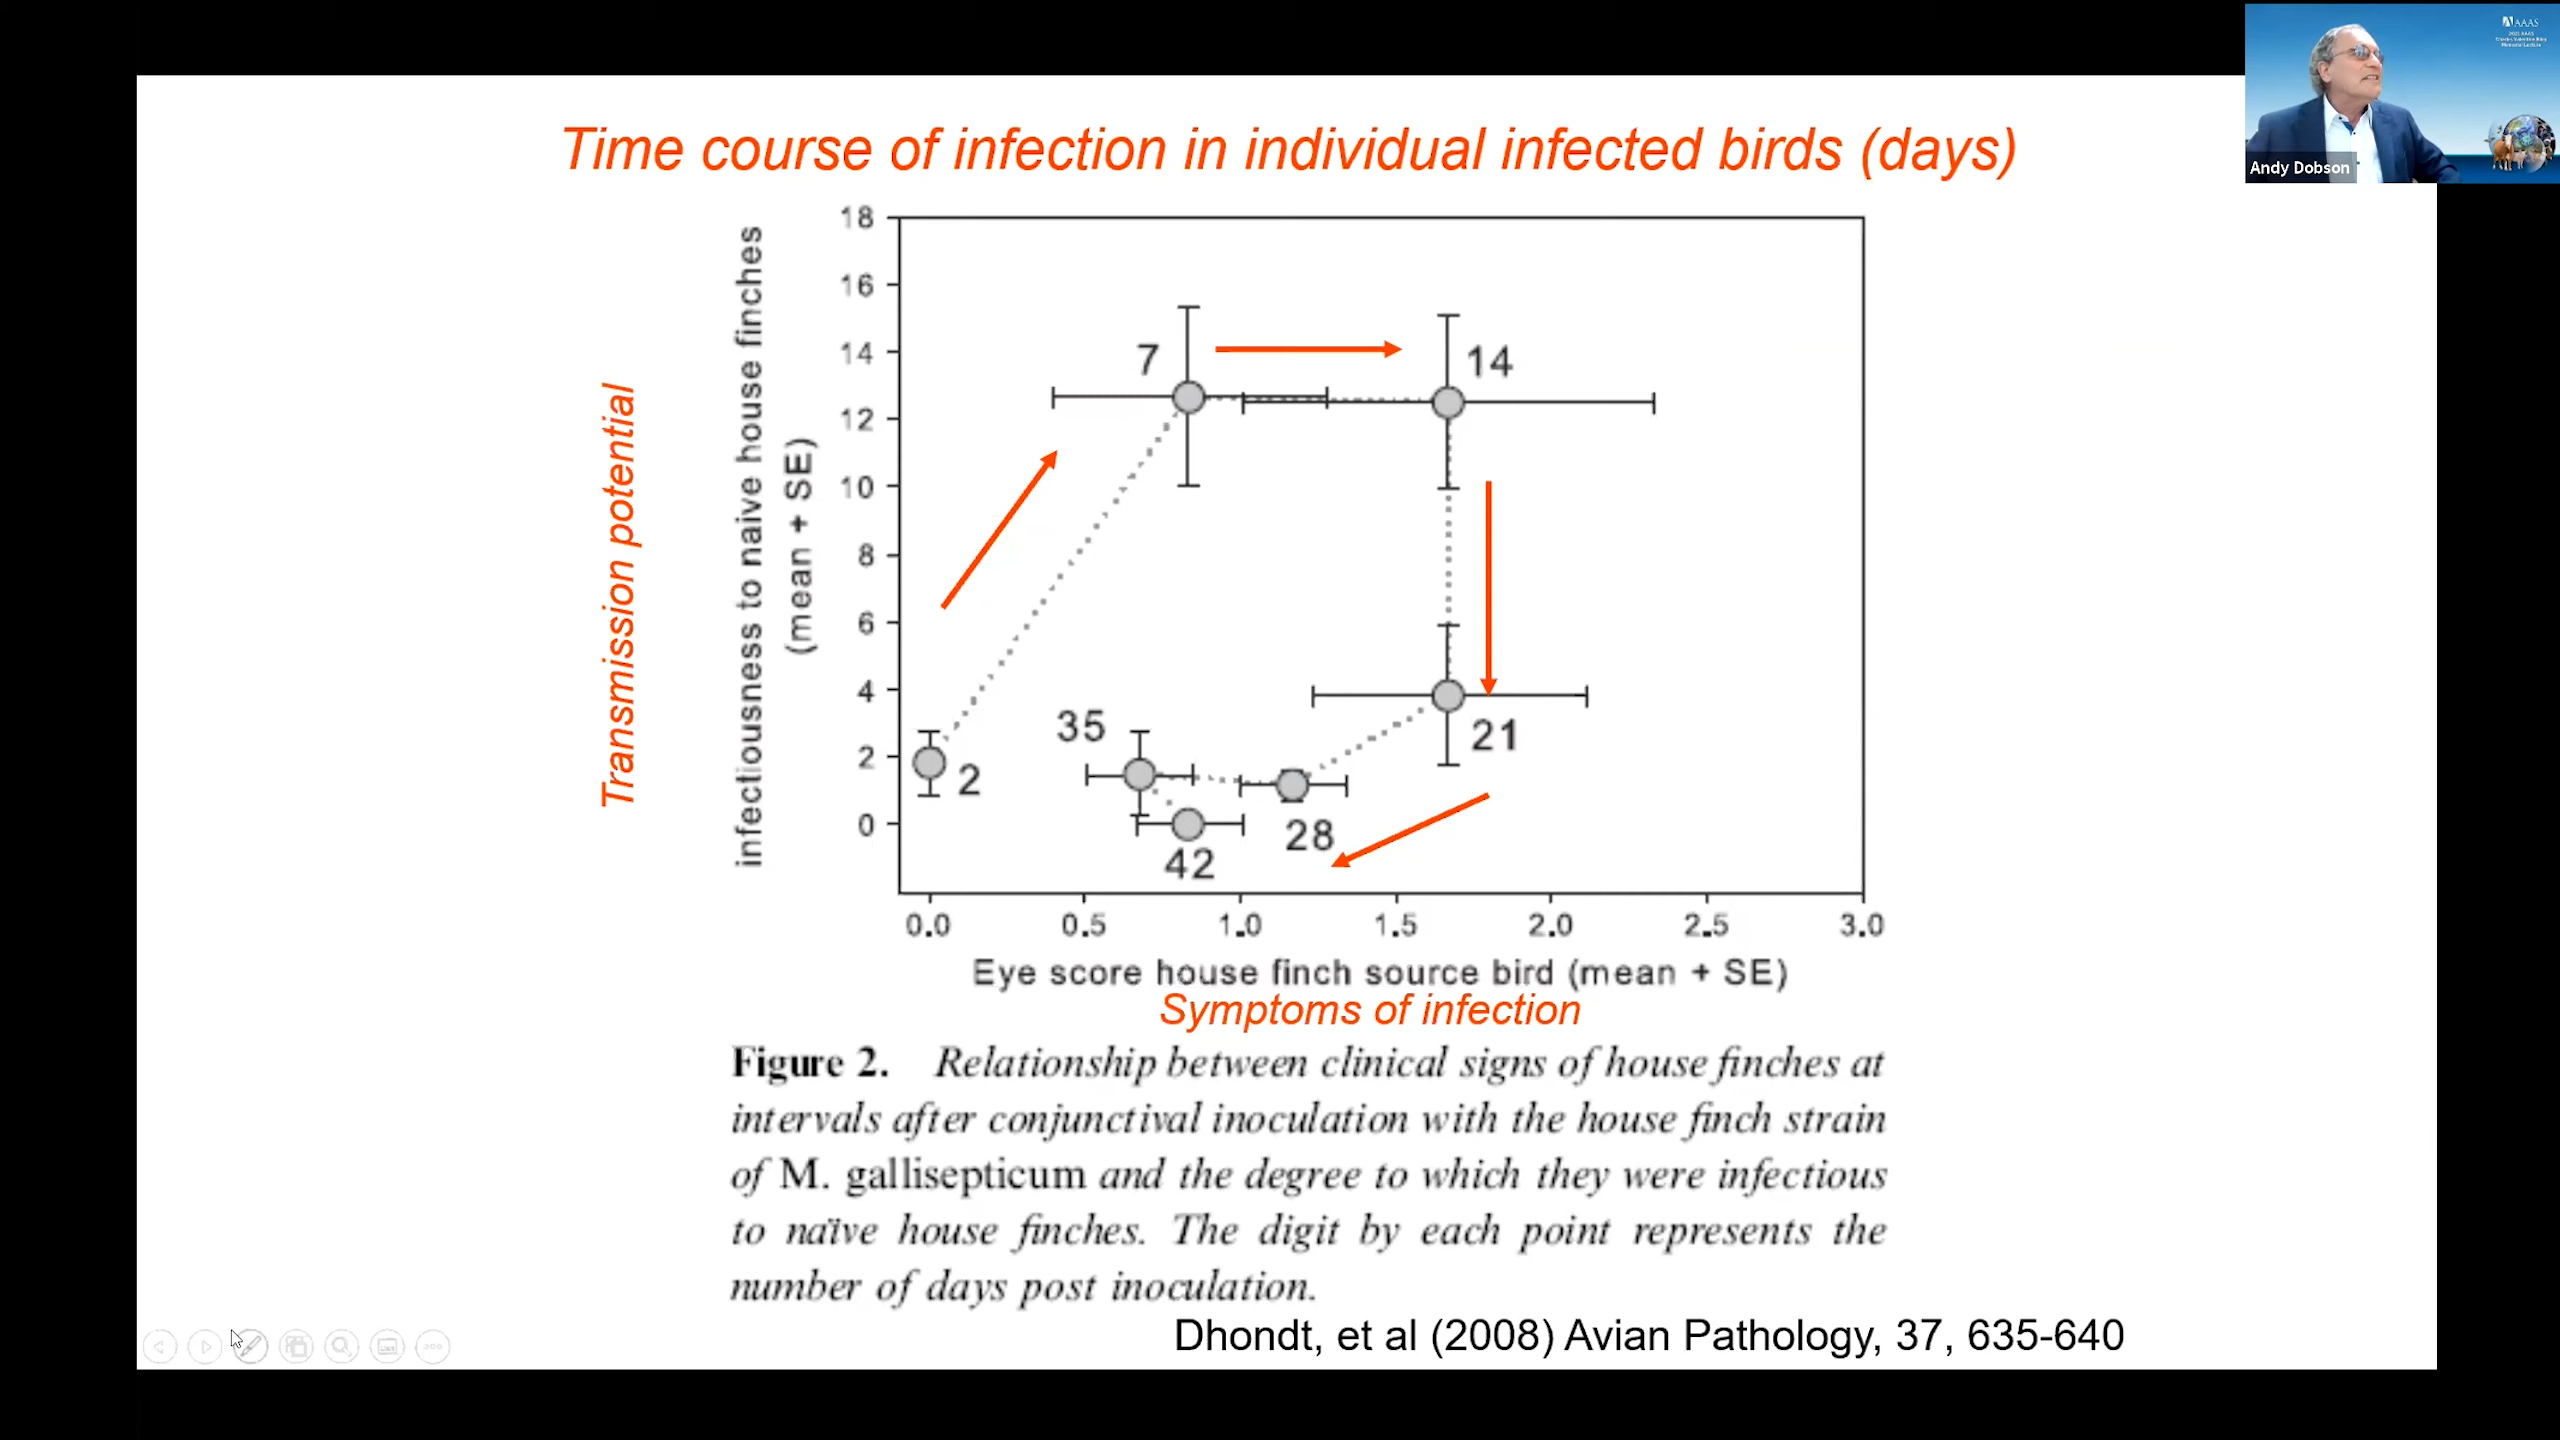 Time course of infection in individual infected birds (days)
AAAS
Andy Dobson
Transmission potential
infectiousness to naive house finches
(mean + SE)
18
16
14
12
10
8
6
4
2
0
7
14
2
35
21
28
42
0.0 0.5 1.0 1.5 2.0 2.5 3.0
Eye score house finch source bird (mean + SE)
Symptoms of infection
Figure 2. Relationship between clinical signs of house finches at
intervals after conjunctival inoculation with the house finch strain
of M. gallisepticum and the degree to which they were infectious
to naïve house finches. The digit by each point represents the
number of days post inoculation.
Dhondt, et al (2008) Avian Pathology, 37, 635-640